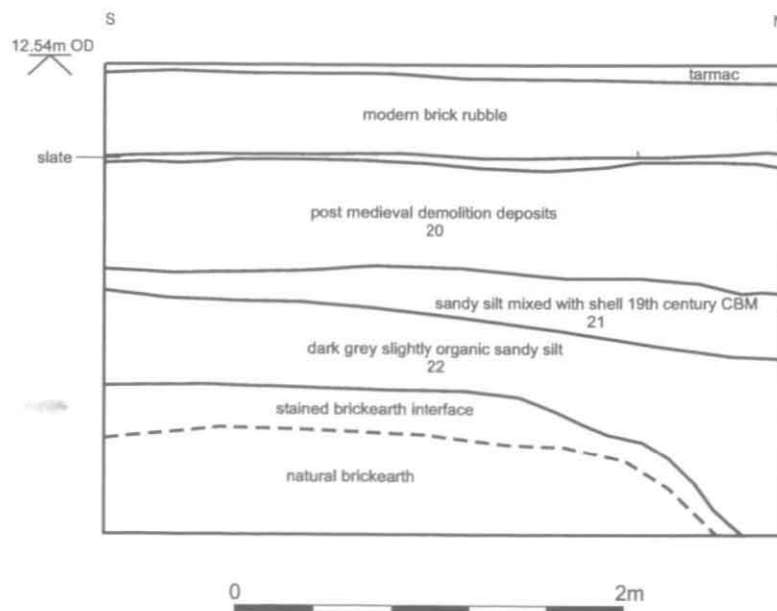 S
12.54m OD
tarmac
modern brick rubble
slate
post medieval demolition deposits
20
sandy silt mixed with shell 19th century CBM
21
dark grey slightly organic sandy silt
22
stained brickearth interface
natural brickearth
0
2m